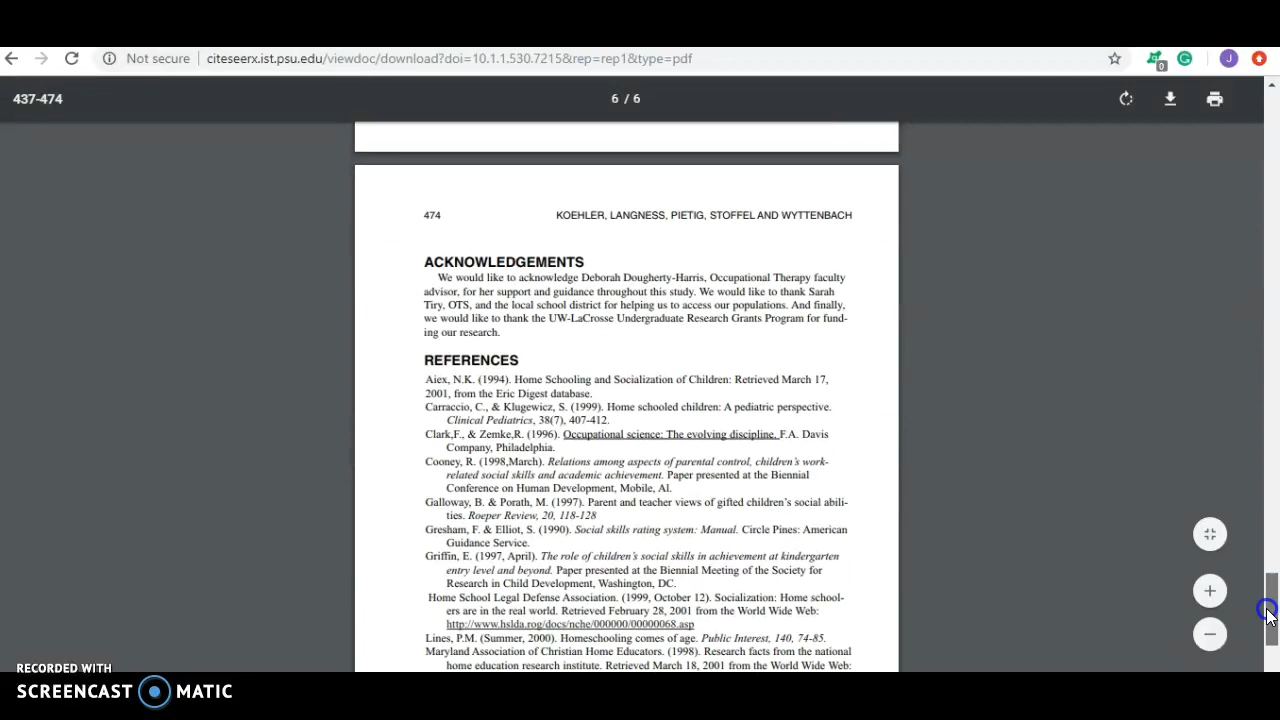 Not secure
citeseerx.ist.psu.edu/viewdoc/download?doi=10.1.1.530.7215&rep=rep1&type=pdf
0
J
437-474
6 / 6
474 KOEHLER, LANGNESS, PIETIG, STOFFEL AND WYTTENBACH
ACKNOWLEDGEMENTS
We would like to acknowledge Deborah Dougherty-Harris, Occupational Therapy faculty
advisor, for her support and guidance throughout this study. We would like to thank Sarah
Tiry, OTS, and the local school district for helping us to access our populations. And finally,
we would like to thank the UW-LaCrosse Undergraduate Research Grants Program for fund-
ing our research.
REFERENCES
Aiex, N.K. (1994). Home Schooling and Socialization of Children: Retrieved March 17,
2001, from the Eric Digest database.
Carraccio, C., & Klugewicz, S. (1999). Home schooled children: A pediatric perspective.
Clinical Pediatrics, 38(7), 407-412.
Clark,F., & Zemke,R. (1996). Occupational science: The evolving discipline. F.A. Davis
Company, Philadelphia.
Cooney, R. (1998,March). Relations among aspects of parental control, children's work-
related social skills and academic achievement. Paper presented at the Biennial
Conference on Human Development, Mobile, Al.
Galloway, B. & Porath, M. (1997). Parent and teacher views of gifted children's social abili-
ties. Roeper Review, 20, 118-128
Gresham, F. & Elliot, S. (1990). Social skills rating system: Manual. Circle Pines: American
Guidance Service.
Griffin, E. (1997, April). The role of children's social skills in achievement at kindergarten
entry level and beyond. Paper presented at the Biennial Meeting of the Society for
Research in Child Development, Washington, DC.
Home School Legal Defense Association. (1999, October 12). Socialization: Home school-
ers are in the real world. Retrieved February 28, 2001 from the World Wide Web:
http://www.hslda.rog/docs/nche/000000/00000068.asp
Lines, P.M. (Summer, 2000). Homeschooling comes of age. Public Interest, 140, 74-85.
Maryland Association of Christian Home Educators. (1998). Research facts from the national
home education research institute. Retrieved March 18, 2001 from the World Wide Web:
RECORDED WITH
SCREENCAST MATIC